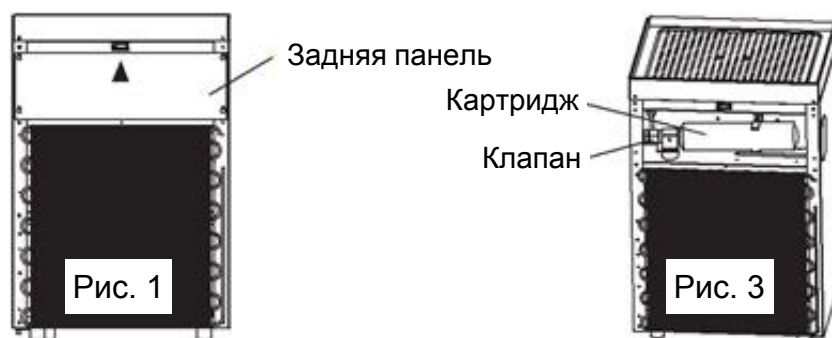 Задняя панель
Картридж
Клапан
Рис. 1
Рис. 3